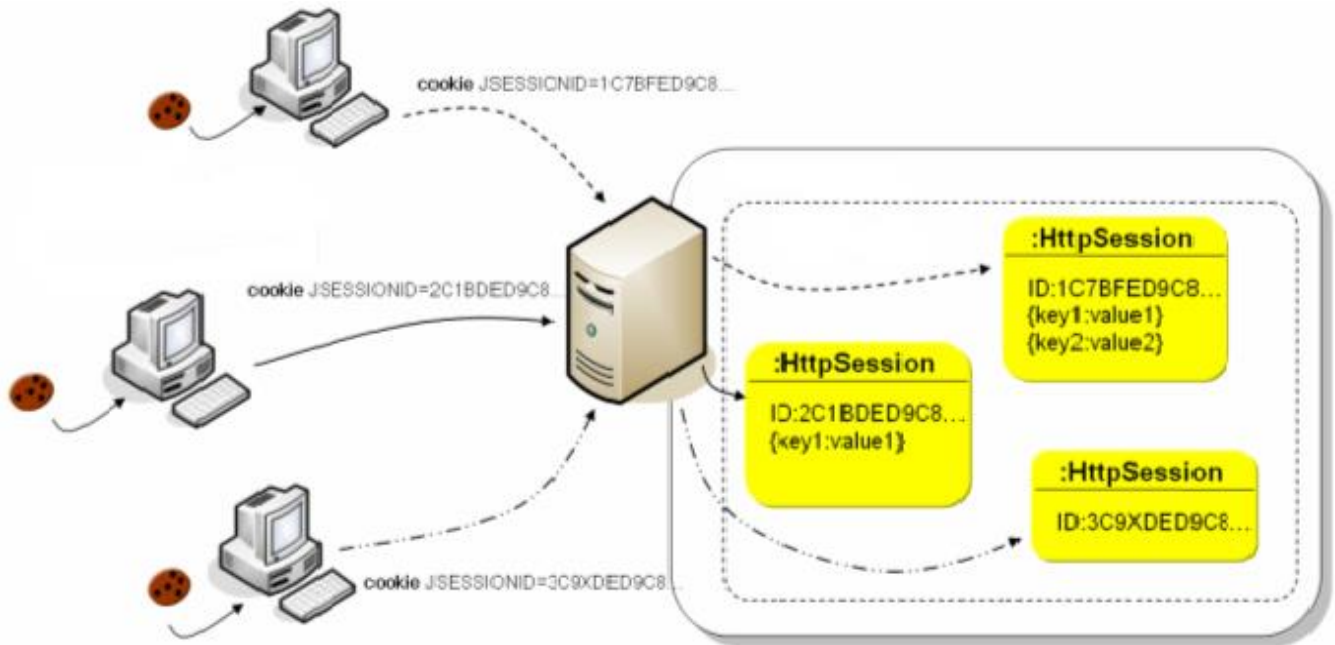 cookie JSESSIONID=1C7BFED9C8...
:HttpSession
ID:1C7BFED9C8...
{key1:value1}
{key2:value2}
cookie JSESSIONID=2C1BDED9C8...
:HttpSession
ID:2C1BDED9C8...
{key1:value1}
:HttpSession
ID:3C9XDED9C8...
cookie JSESSIONID=3C9XDED9C8...